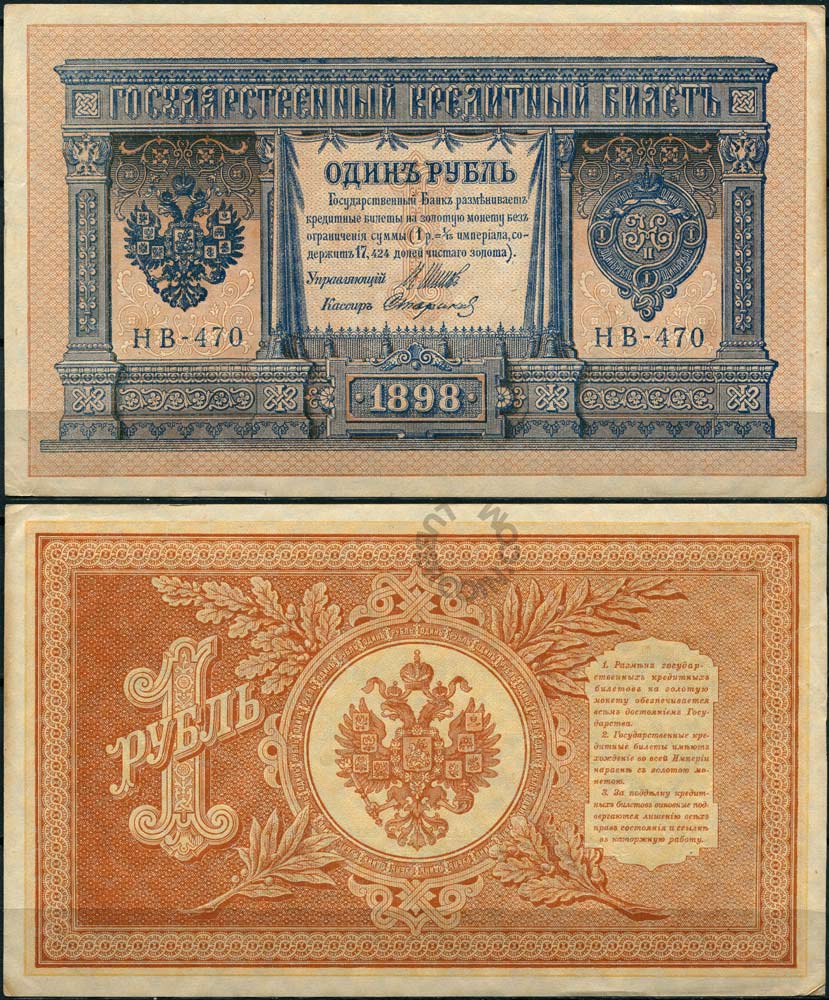 ГОСУДАРСТВЕННЫЙ КРЕДИТНЫЙ БИЛЕТЪ
ОДИНЪ РУБЛЬ
Государственный Банкъ размѣниваетъ
кредитные билеты на золотую монету безъ
ограниченія суммы (1 р.= 1/15 имперіала, со-
держитъ 17,424 долей чистаго золота).
Управляющій
Кассиръ
НВ-470
НВ-470
1898
1
РУБЛЬ
1. Размѣнъ государ-
ственныхъ кредитныхъ
билетовъ на золотую
монету обезпечивается
всѣмъ достояніемъ Госу-
дарства.
2. Государственные кре-
дитные билеты имѣютъ
хожденіе во всей Имперіи
наравнѣ съ золотою мо-
нетою.
3. За поддѣлку кредит-
ныхъ билетовъ виновные под-
вергаются лишенію всѣхъ
правъ состоянія и ссылкѣ
въ каторжную работу.